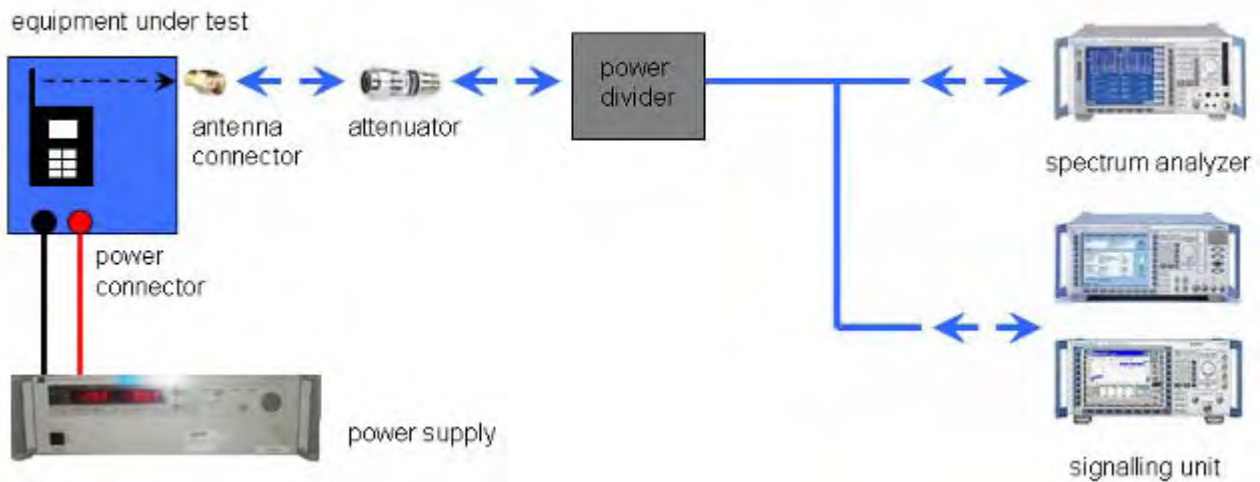 equipment under test
power
divider
antenna
connector
attenuator
spectrum analyzer
power
connector
power supply
signalling unit